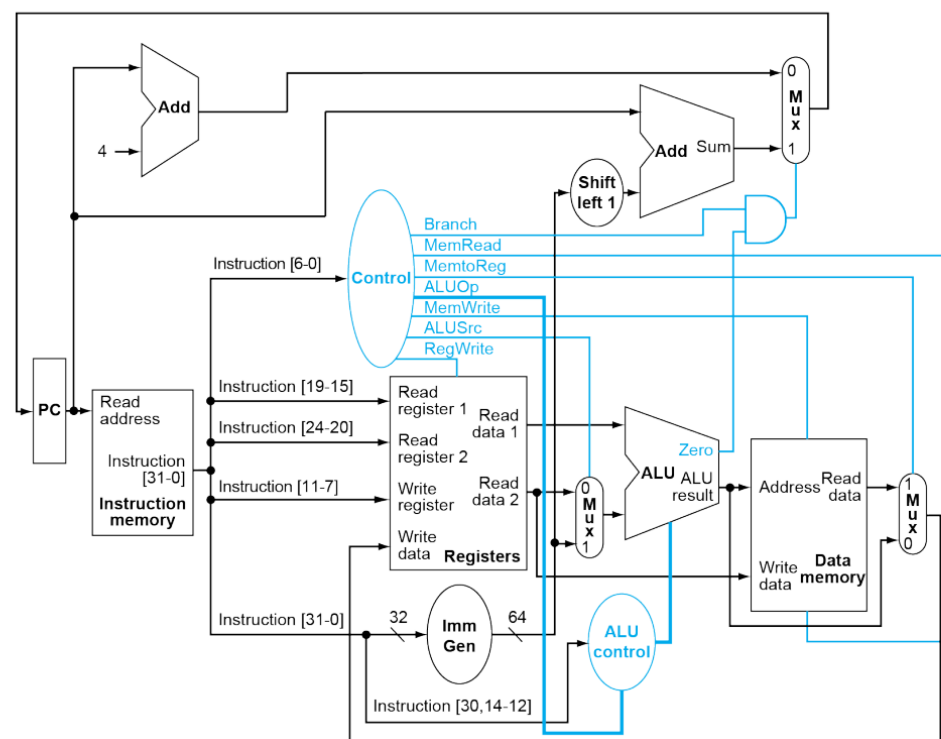 0
Mux
1
Add
4
Add Sum
Shift
left 1
Branch
MemRead
MemtoReg
ALUOp
MemWrite
ALUSrc
RegWrite
Control
Instruction [6-0]
Instruction [19-15]
Instruction [24-20]
Instruction [11-7]
Instruction [31-0]
PC
Read
address
Instruction
[31-0]
Instruction
memory
Read
register 1
Read
register 2
Write
register
Write
data
Read
data 1
Read
data 2
Registers
0
Mux
1
Zero
ALU
ALU
result
Address
Read
data
Write
data
Data
memory
1
Mux
0
32
Imm
Gen
64
ALU
control
Instruction [30,14-12]